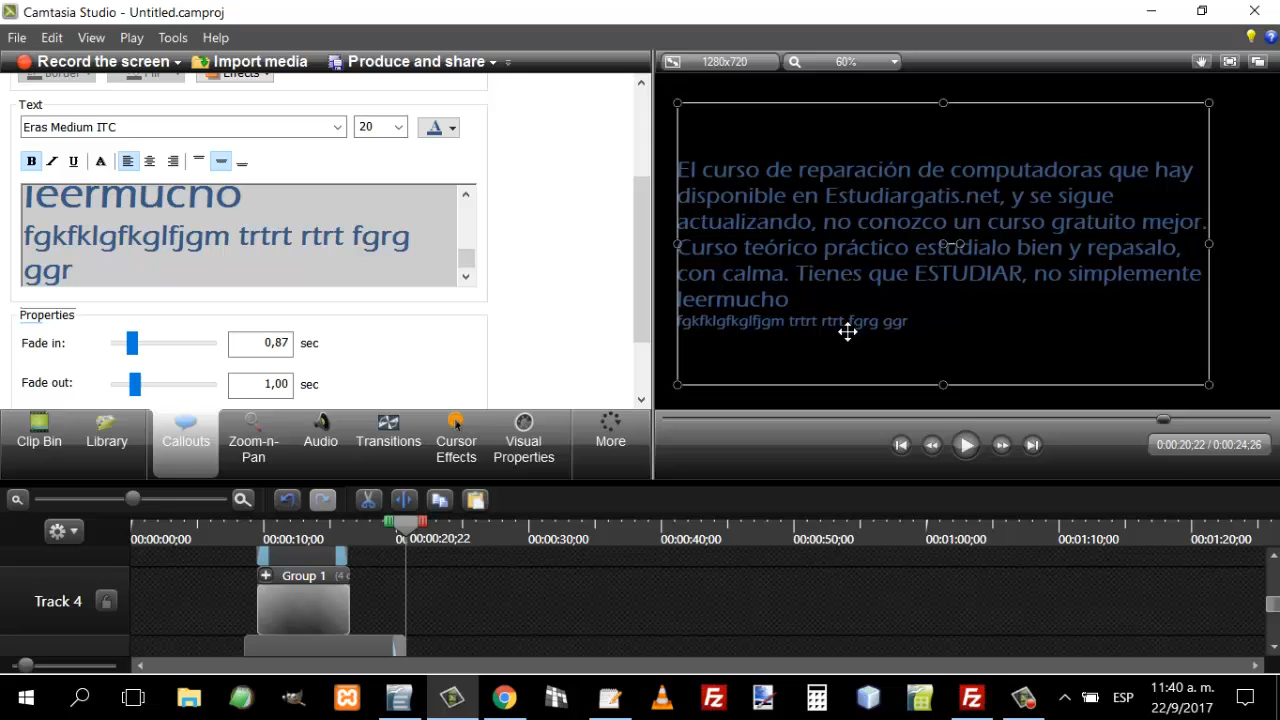 Camtasia Studio - Untitled.camproj
File Edit View Play Tools Help
Record the screen Import media Produce and share
1280x720 60%
Border Fill Effects
Text
Eras Medium ITC 20
B I U A
leermucho
fgkfklgfkglfjgm trtrt rtrt fgrg
ggr
Properties
Fade in: 0,87 sec
Fade out: 1,00 sec
El curso de reparación de computadoras que hay
disponible en Estudiargatis.net, y se sigue
actualizando, no conozco un curso gratuito mejor.
Curso teórico práctico estúdialo bien y repasalo,
con calma. Tienes que ESTUDIAR, no simplemente
leermucho
fgkfklgfkglfjgm trtrt rtrt fgrg ggr
Clip Bin Library Callouts Zoom-n-Pan Audio Transitions Cursor Effects Visual Properties More
0:00:20;22 / 0:00:24;26
00:00:00;00 00:00:10;00 00:00:20;22 00:00:30;00 00:00:40;00 00:00:50;00 00:01:00;00 00:01:10;00 00:01:20;00
Group 1
Track 4
ESP
11:40 a. m.
22/9/2017